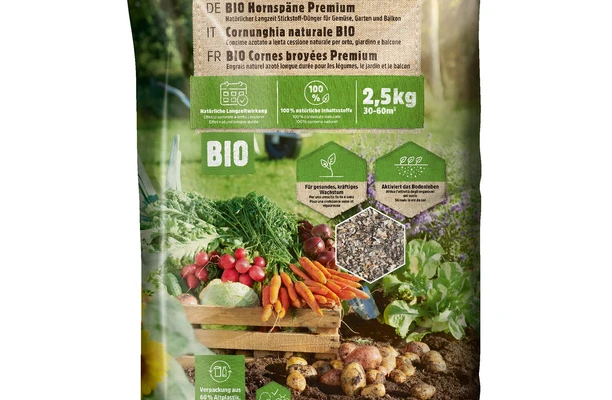 DE BIO Hornspäne Premium
Natürlicher Langzeit Stickstoff-Dünger für Gemüse, Garten und Balkon
IT Cornunghia naturale BIO
Concime azotato a lenta cessione naturale per orto, giardino e balcone
FR BIO Cornes broyées Premium
Engrais naturel azoté longue durée pour les légumes, le jardin et le balcon
Natürliche Langzeitwirkung
100%
100% natürliche Inhaltsstoffe
2,5kg
30-60m²
BIO
Für gesundes, kräftiges
Wachstum
Aktiviert das Bodenleben
Verpackung aus
60% Altplastik